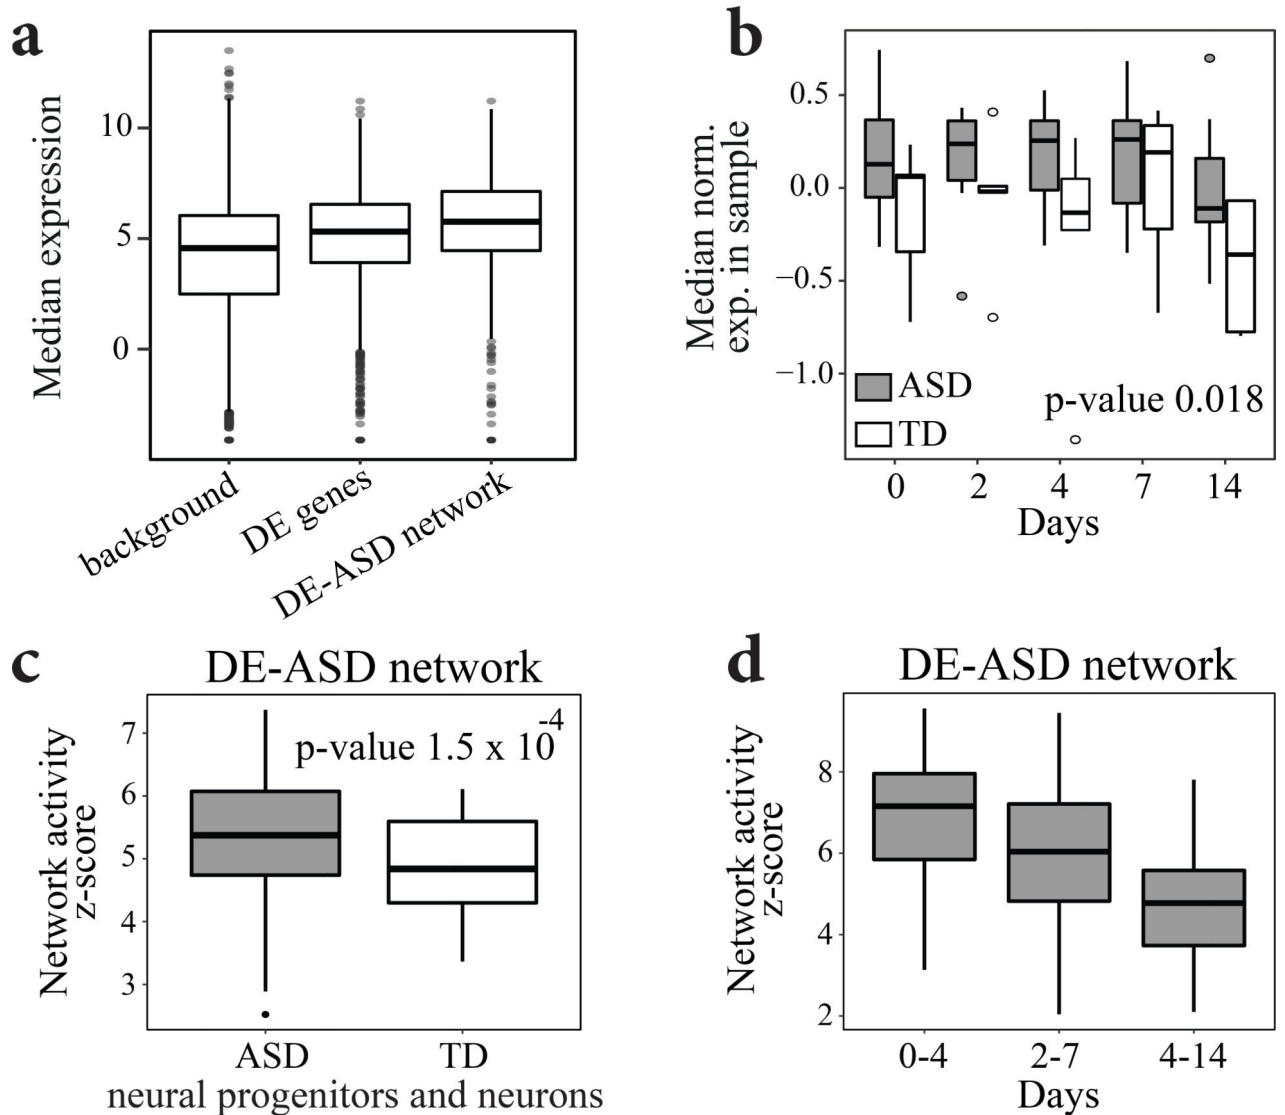 a
Median expression
10
5
0
background
DE genes
DE-ASD network
b
Median norm.
exp. in sample
0.5
0.0
−0.5
−1.0
ASD
TD
p-value 0.018
0 2 4 7 14
Days
c
DE-ASD network
Network activity
z-score
7
6
5
4
3
p-value 1.5 x 10-4
ASD TD
neural progenitors and neurons
d
DE-ASD network
Network activity
z-score
8
6
4
2
0-4 2-7 4-14
Days